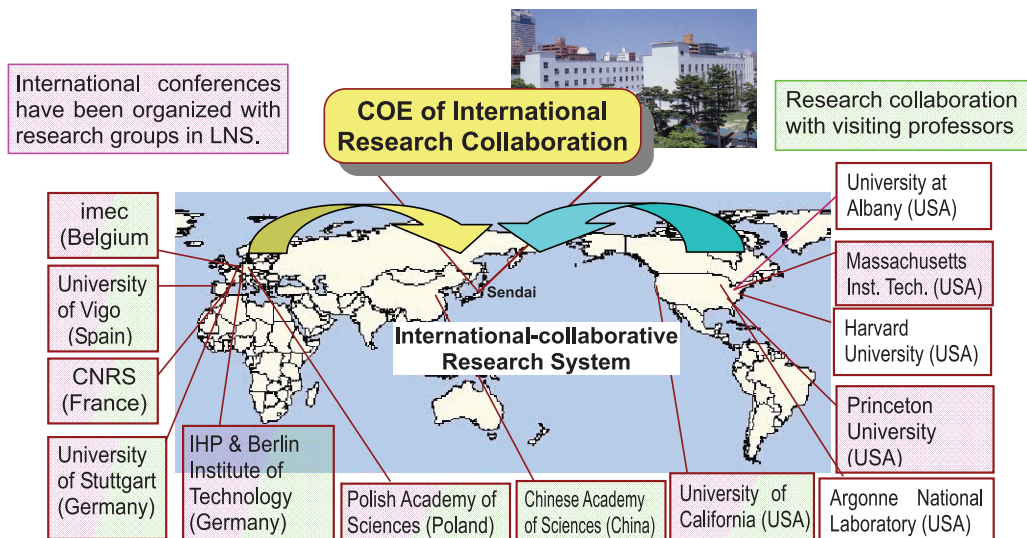 International conferences
have been organized with
research groups in LNS.
COE of International
Research Collaboration
Research collaboration
with visiting professors
imec
(Belgium
University
of Vigo
(Spain)
CNRS
(France)
University
of Stuttgart
(Germany)
IHP & Berlin
Institute of
Technology
(Germany)
Polish Academy of
Sciences (Poland)
Chinese Academy
of Sciences (China)
University of
California (USA)
Sendai
International-collaborative
Research System
University at
Albany (USA)
Massachusetts
Inst. Tech. (USA)
Harvard
University (USA)
Princeton
University
(USA)
Argonne National
Laboratory (USA)